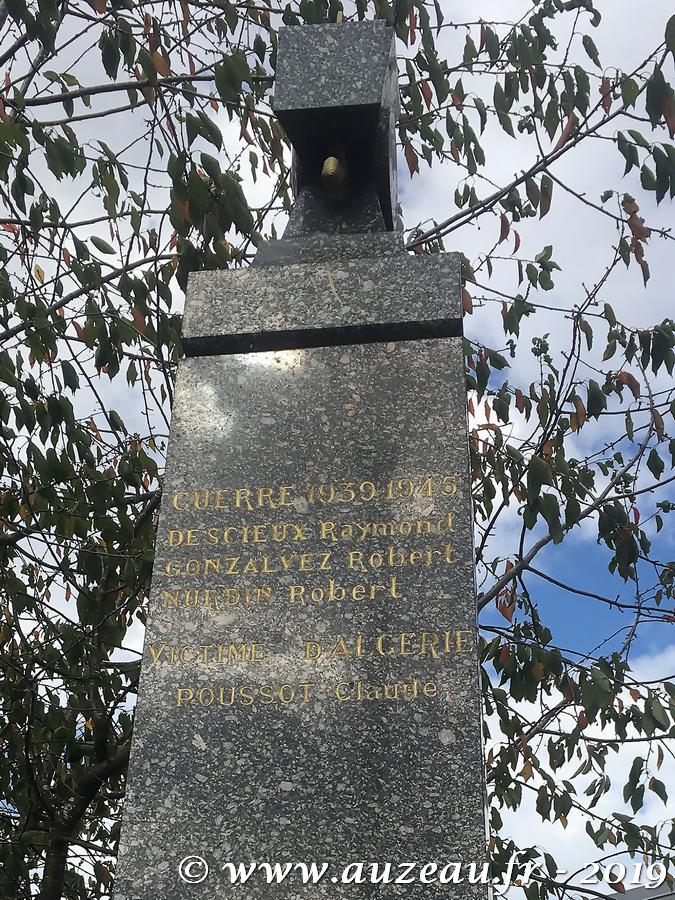 GUERRE 1939-1945
DESCIEUX Raymond
GONZALVEZ Robert
NURDIN Robert
VICTIME D'ALGERIE
POUSSOT Claude
© www.auzeau.fr - 2019